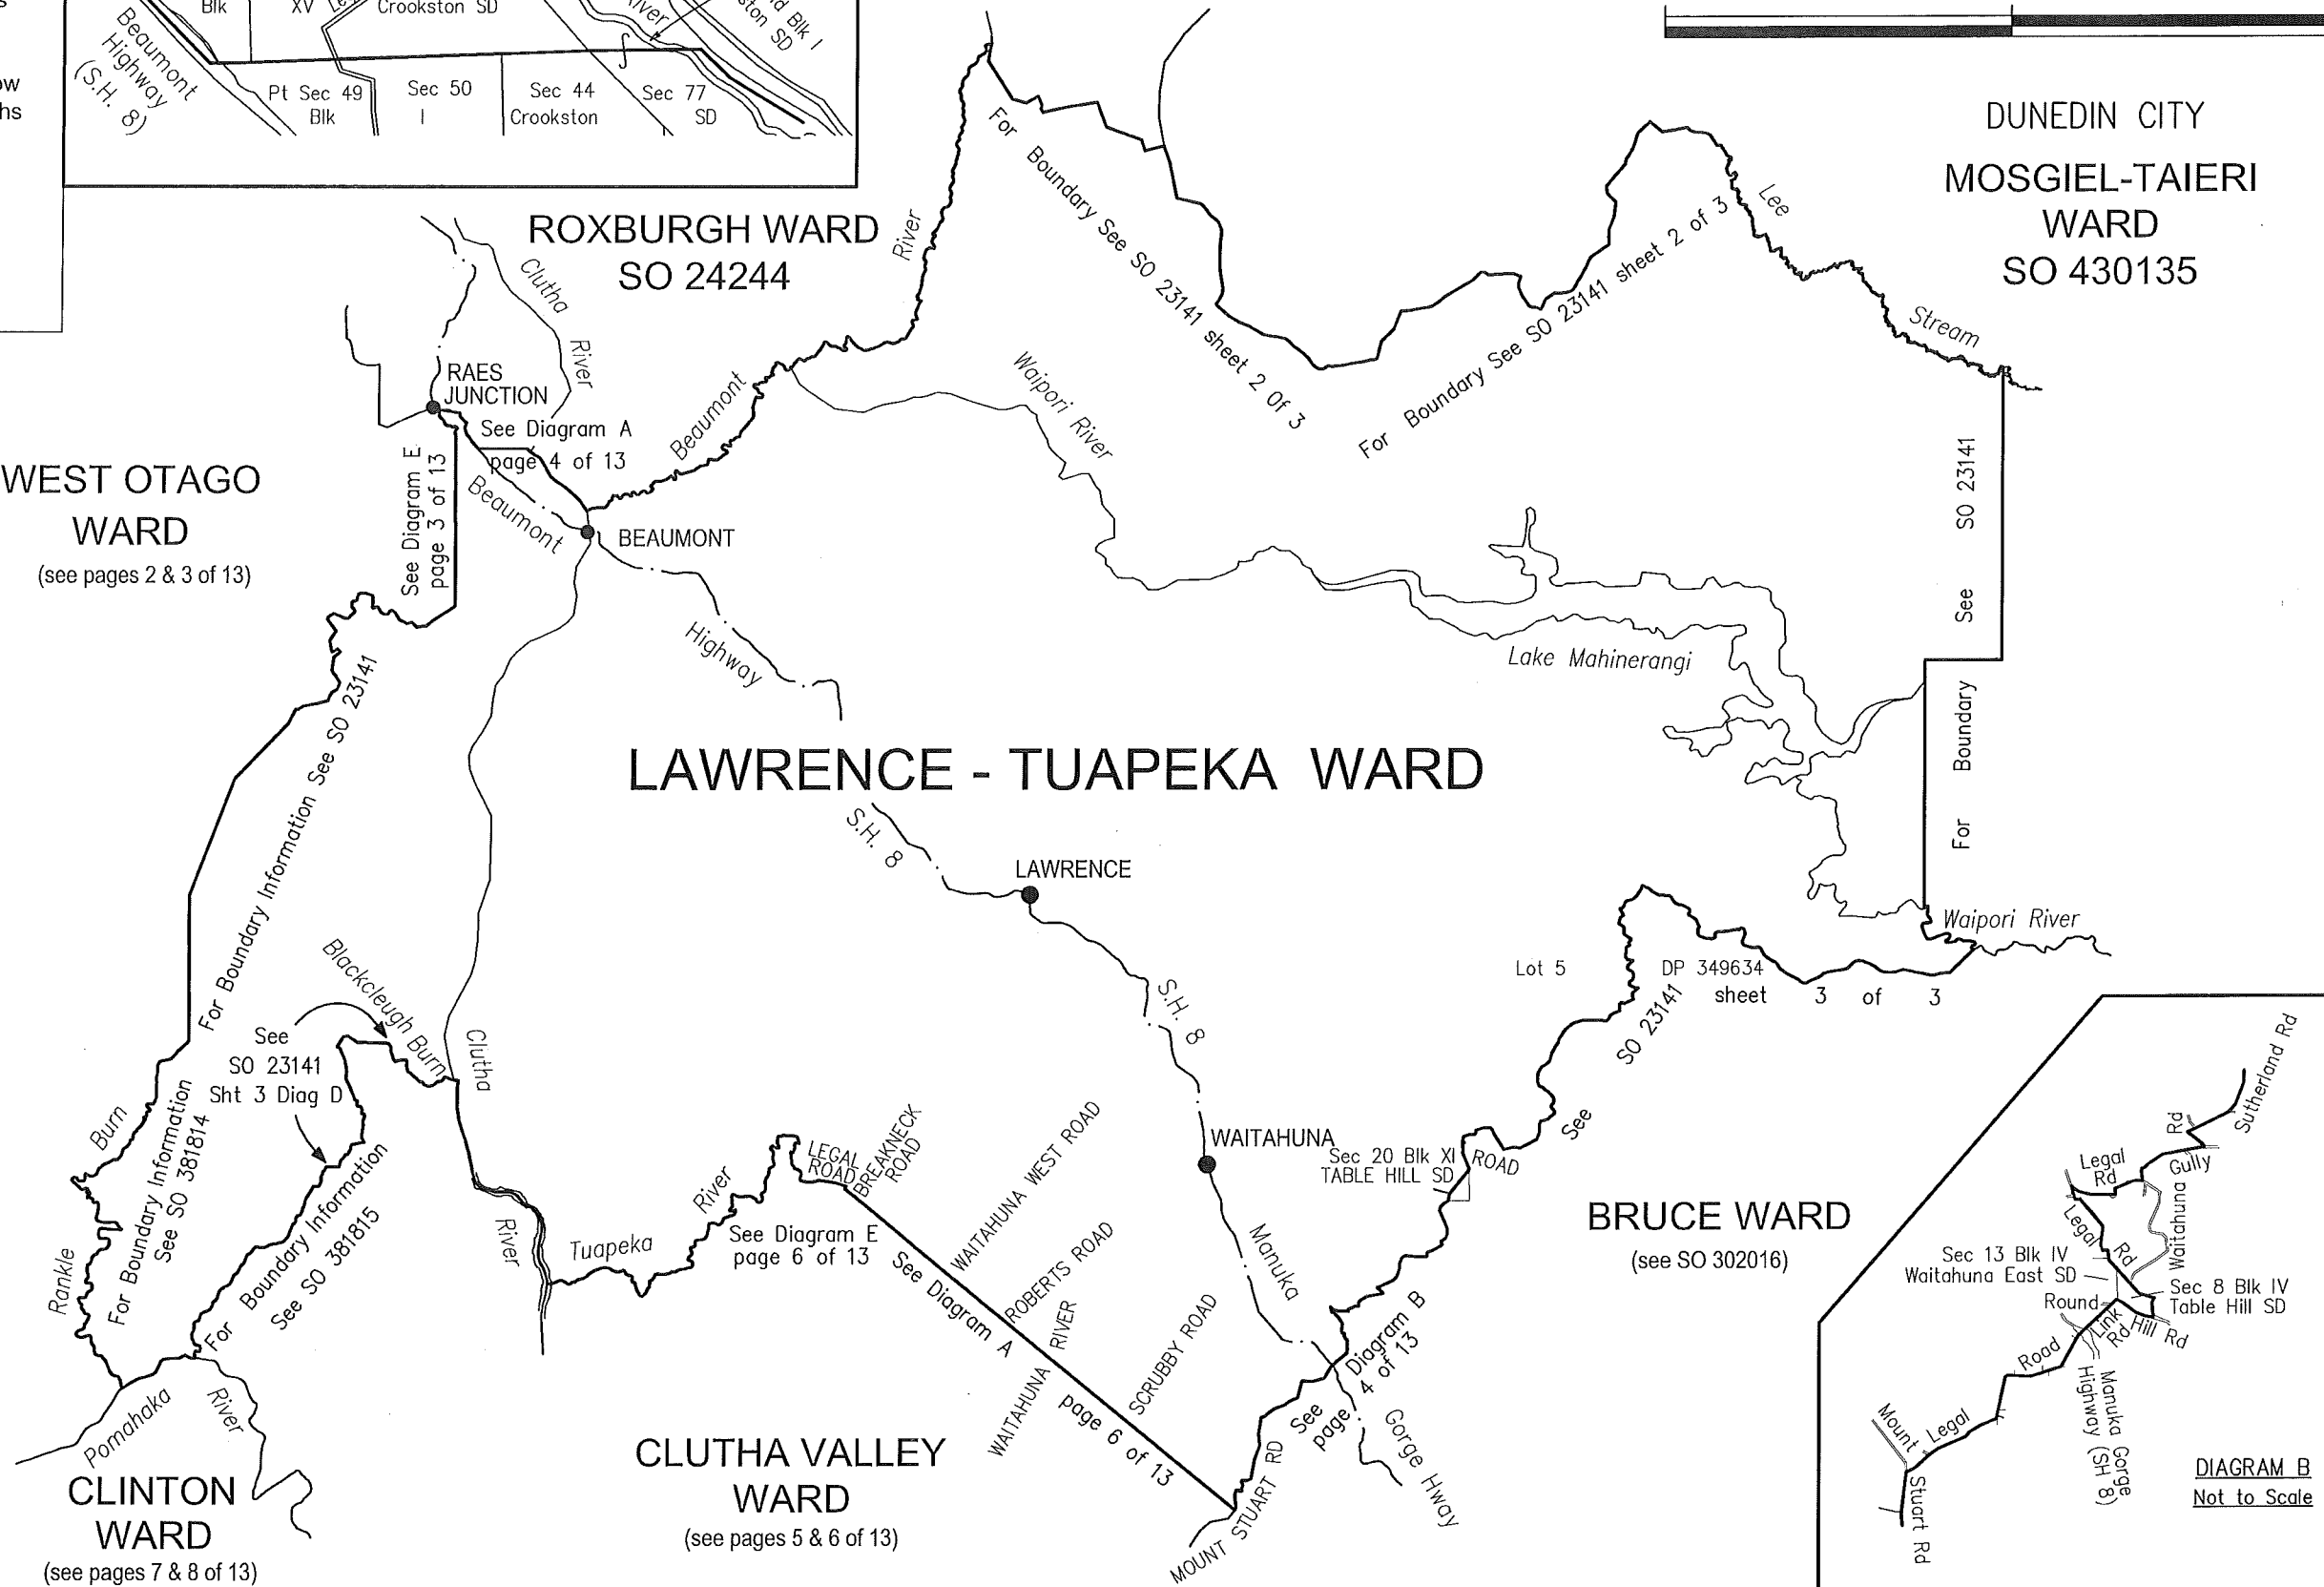 Blk
XV
Crookston SD
River
Beaumont
Highway
(S.H. 8)
Pt Sec 49
Blk
Sec 50
I
Sec 44
Crookston
Sec 77
SD
d Blk I
ston SD
ow
hs
DUNEDIN CITY
MOSGIEL-TAIERI
WARD
SO 430135
ROXBURGH WARD
SO 24244
Clutha
River
River
Beaumont
For Boundary See SO 23141 sheet 2 Of 3
For Boundary See SO 23141 sheet 2 of 3
Lee
Stream
RAES
JUNCTION
See Diagram A
page 4 of 13
See Diagram E
page 3 of 13
Beaumont
BEAUMONT
Highway
WEST OTAGO
WARD
(see pages 2 & 3 of 13)
Waipori River
Lake Mahinerangi
For Boundary See SO 23141
LAWRENCE - TUAPEKA WARD
S.H. 8
LAWRENCE
S.H. 8
Waipori River
Lot 5
DP 349634
SO 23141
sheet 3 of 3
See
For Boundary Information See SO 23141
Blackcleugh Burn
See
SO 23141
Sht 3 Diag D
Clutha
River
Burn
Rankle
For Boundary Information
See SO 381814
For Boundary Information
See SO 381815
Pomahaka
River
Tuapeka
River
LEGAL
ROAD
BREAKNECK
ROAD
See Diagram E
page 6 of 13
WAITAHUNA WEST ROAD
ROBERTS ROAD
WAITAHUNA RIVER
SCRUBBY ROAD
See Diagram A
page 6 of 13
WAITAHUNA
Sec 20 Blk XI
TABLE HILL SD
ROAD
Manuka
Gorge Hway
See Diagram B
page 4 of 13
MOUNT STUART RD
BRUCE WARD
(see SO 302016)
CLUTHA VALLEY
WARD
(see pages 5 & 6 of 13)
CLINTON
WARD
(see pages 7 & 8 of 13)
Sutherland Rd
Rd
Legal
Rd
Gully
Waitahuna
Legal Rd
Sec 13 Blk IV
Waitahuna East SD
Sec 8 Blk IV
Table Hill SD
Round
Hill Rd
Link
Rd
Road
Legal
Manuka Gorge
Highway (SH 8)
Mount
Stuart Rd
DIAGRAM B
Not to Scale